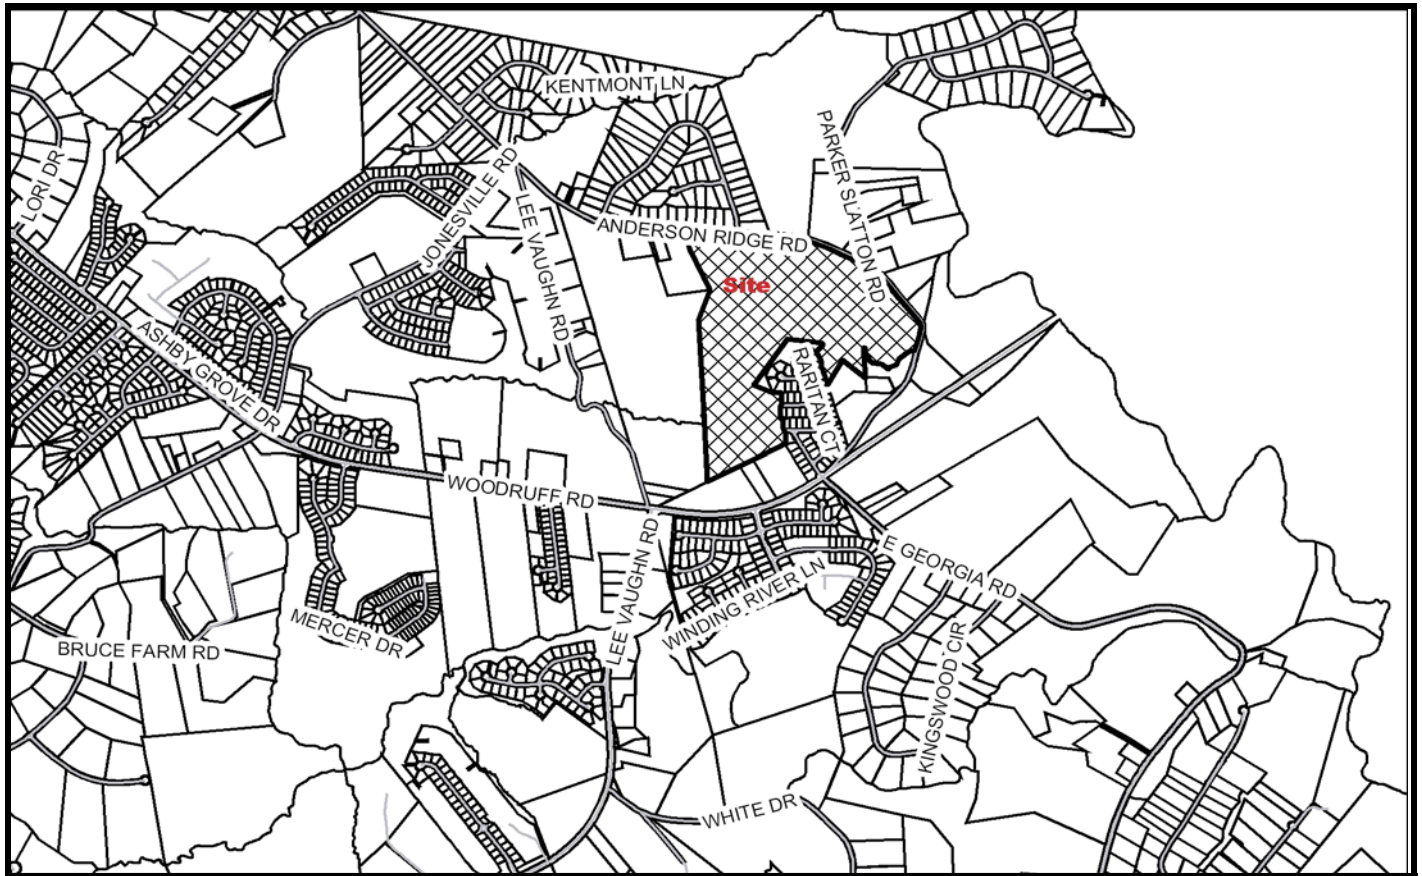 KENTMONT LN
PARKER SLATTON RD
LORI DR
JONESVILLE RD
LEE VAUGHN RD
ANDERSON RIDGE RD
Site
ASHBY GROVE DR
RARITAN CT
WOODRUFF RD
LEE VAUGHN RD
E GEORGIA RD
WINDING RIVER LN
MERCER DR
BRUCE FARM RD
KINGSWOOD CIR
WHITE DR